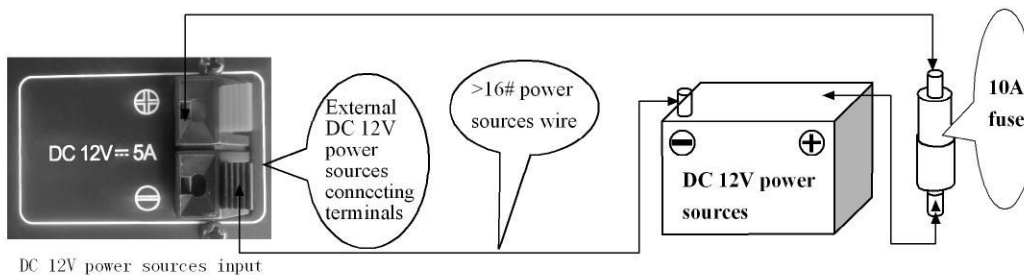 DC 12V⎓5A
External
DC 12V
power
sources
connecting
terminals
>16# power
sources wire
DC 12V power
sources
10A
fuse
DC 12V power sources input